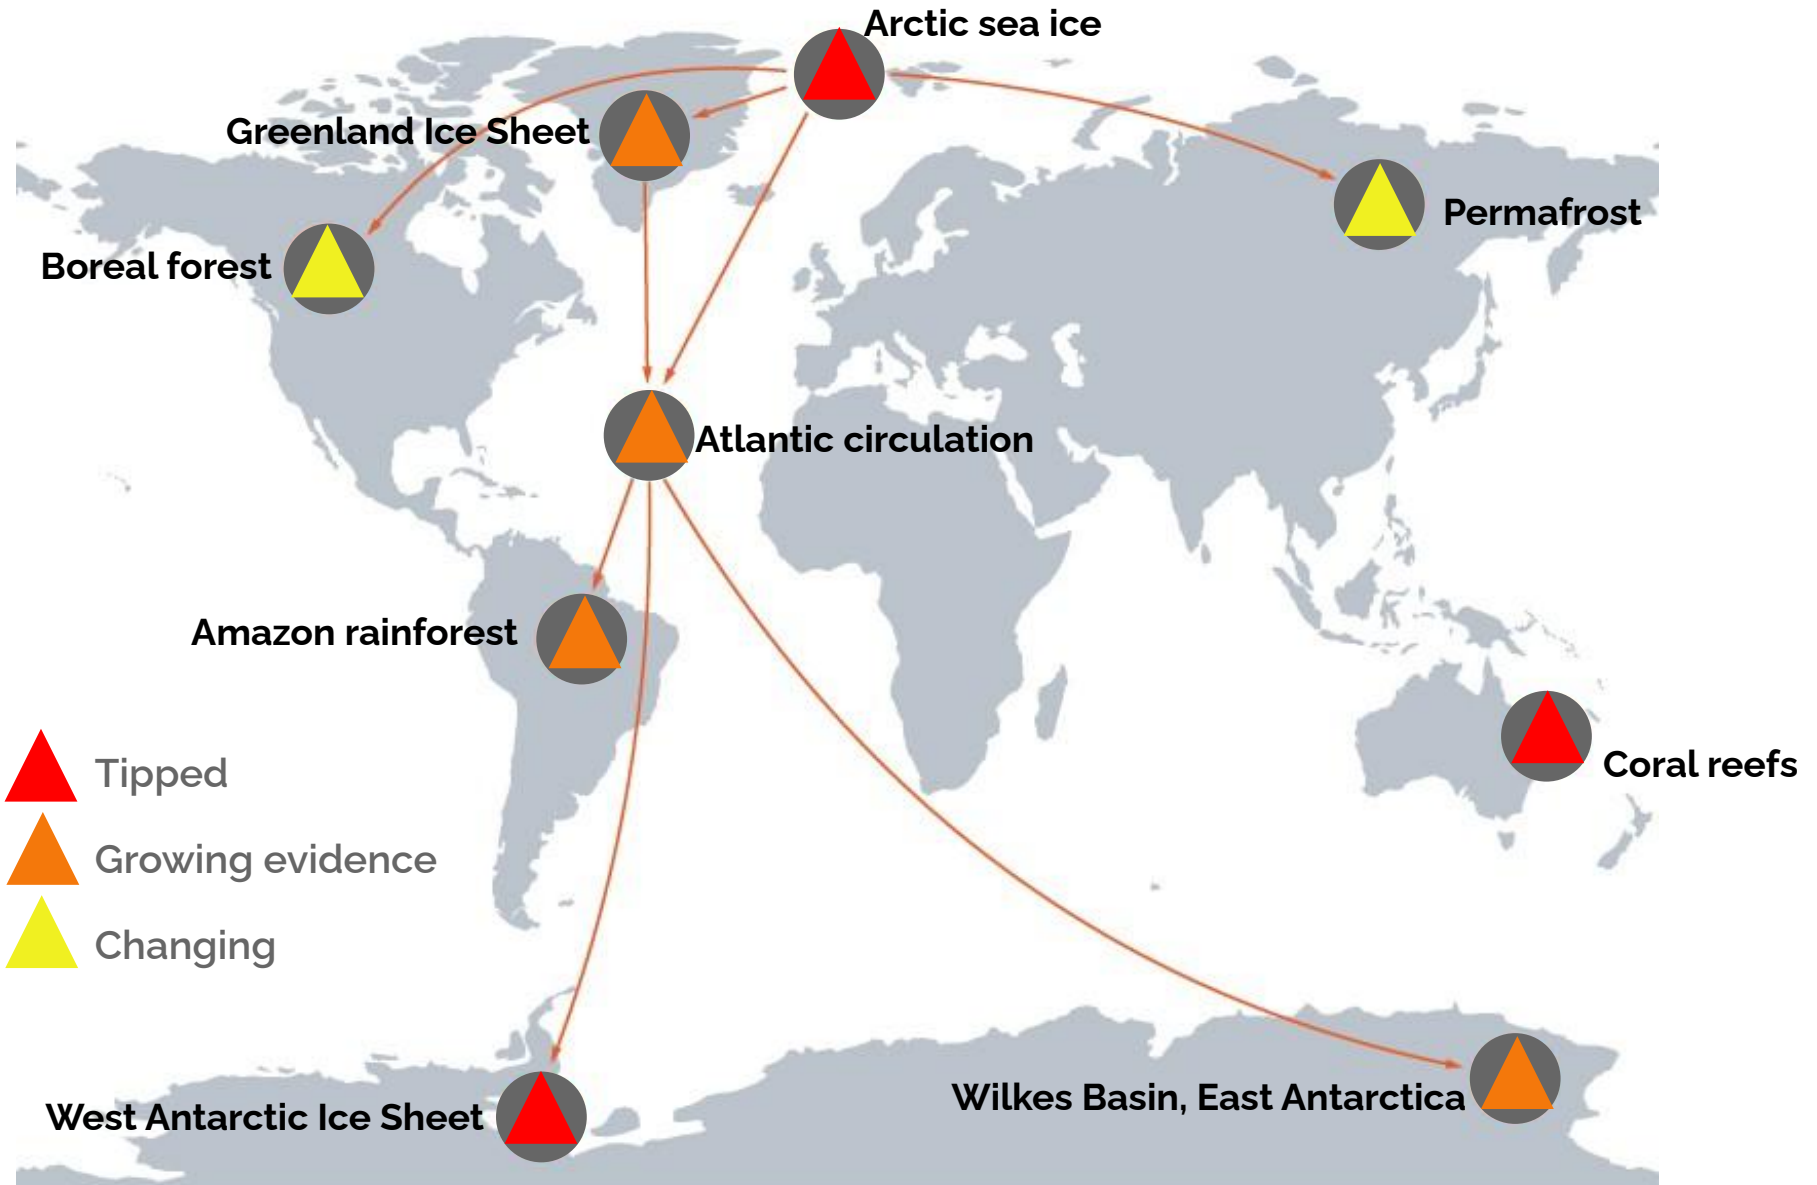 Arctic sea ice
Greenland Ice Sheet
Permafrost
Boreal forest
Atlantic circulation
Amazon rainforest
Coral reefs
Tipped
Growing evidence
Changing
West Antarctic Ice Sheet
Wilkes Basin, East Antarctica